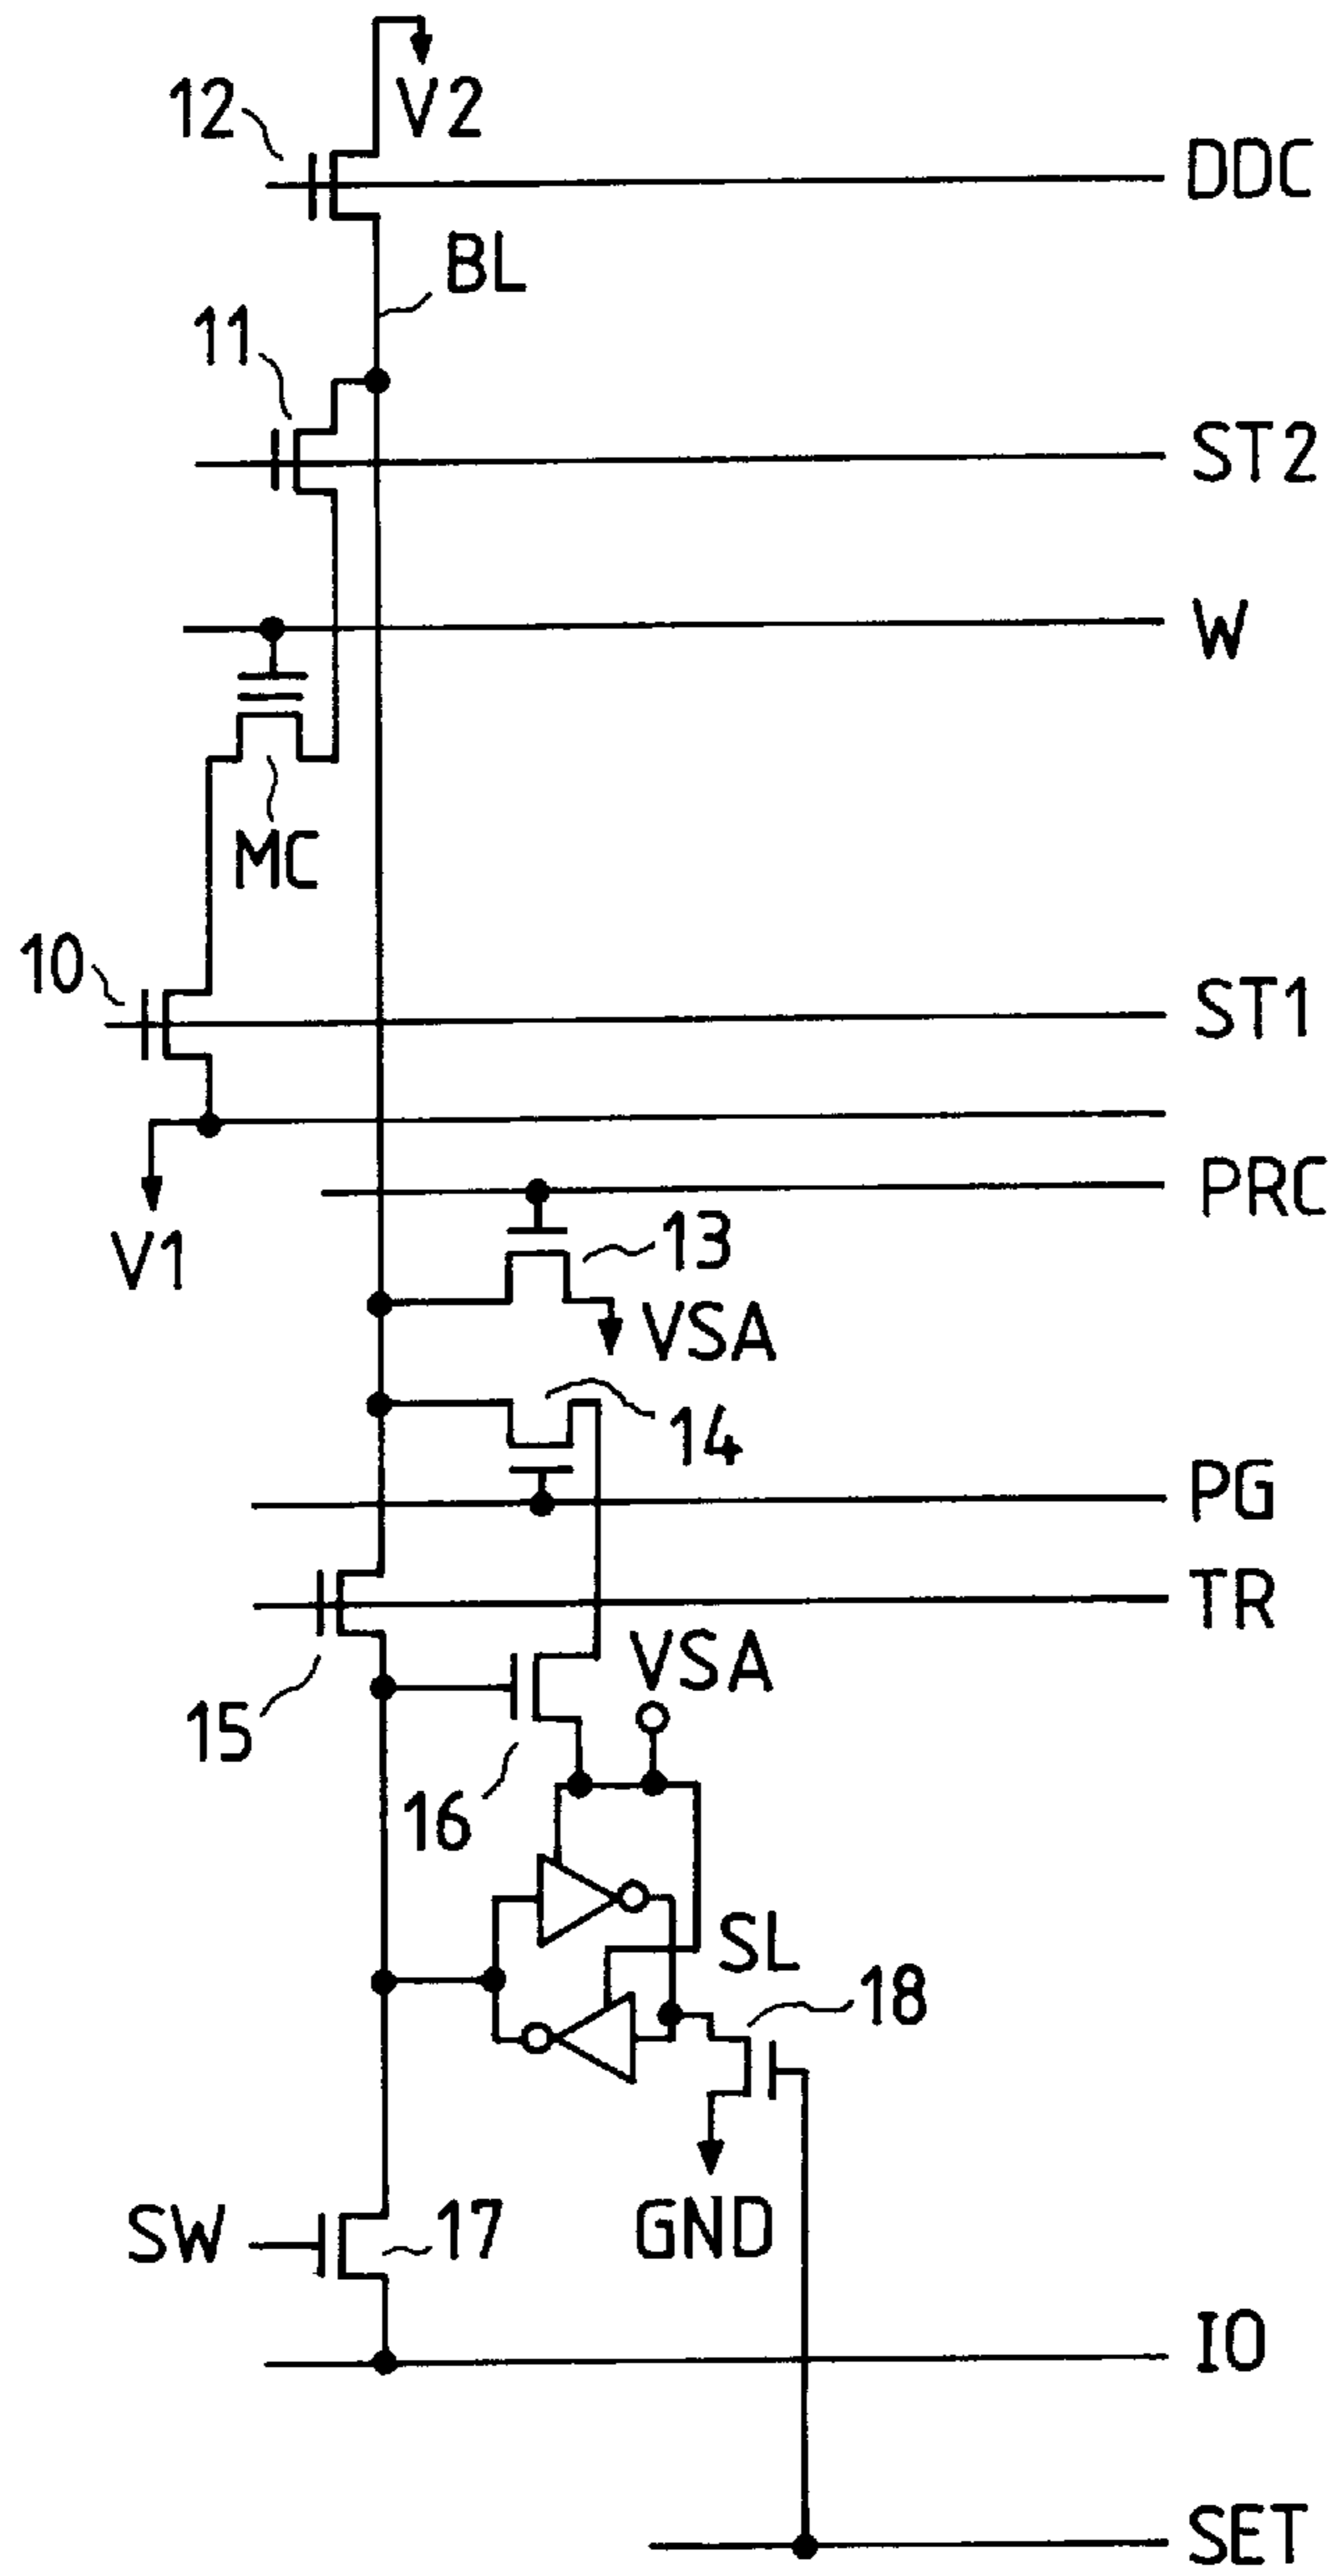 V2
12
DDC
BL
11
ST2
W
MC
10
ST1
PRC
13
V1
VSA
14
PG
TR
VSA
15
16
SL
18
SW
17
GND
IO
SET